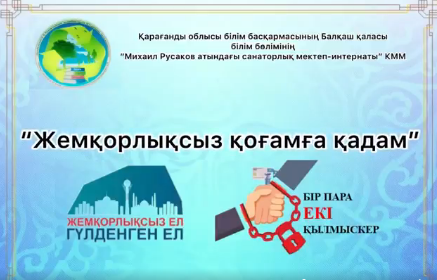 Қарағанды облысы білім басқармасының Балқаш қаласы
білім бөлімінің
"Михаил Русаков атындағы санаторлық мектеп-интернаты" КММ
"Жемқорлықсыз қоғамға қадам"
ЖЕМҚОРЛЫҚСЫЗ ЕЛ
ГҮЛДЕНГЕН ЕЛ
БІР ПАРА
ЕКІ
ҚЫЛМЫСКЕР